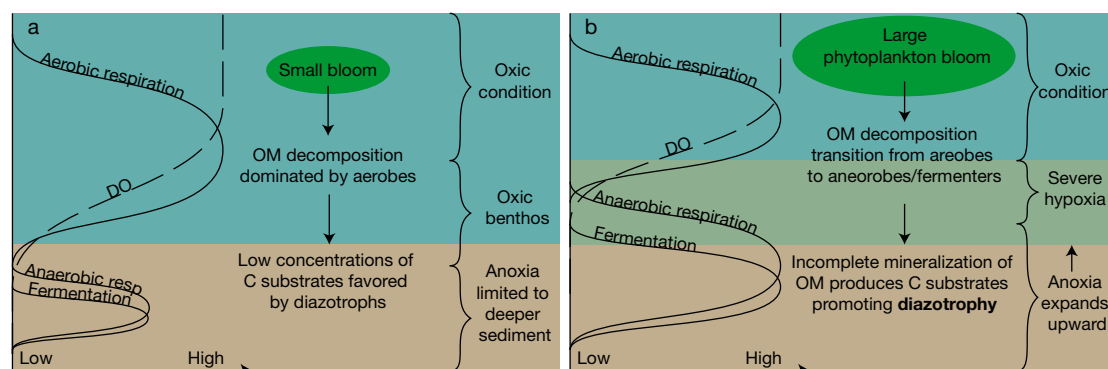 a
Aerobic respiration
DO
Anaerobic resp
Fermentation
Small bloom
OM decomposition
dominated by aerobes
Low concentrations of
C substrates favored
by diazotrophs
Oxic
condition
Oxic
benthos
Anoxia
limited to
deeper
sediment
Low
High
b
Aerobic respiration
DO
Anaerobic respiration
Fermentation
Large
phytoplankton bloom
OM decomposition
transition from areobes
to aneorobes/fermenters
Incomplete mineralization of
OM produces C substrates
promoting diazotrophy
Oxic
condition
Severe
hypoxia
Anoxia
expands
upward
Low
High